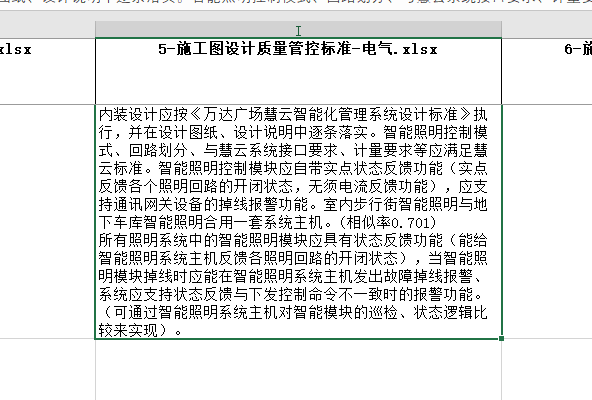 I
xlsx
5-施工图设计质量管控标准-电气.xlsx
6-施
内装设计应按《万达广场慧云智能化管理系统设计标准》执
行，并在设计图纸、设计说明中逐条落实。智能照明控制模
式、回路划分、与慧云系统接口要求、计量要求等应满足慧
云标准。智能照明控制模块应自带实点状态反馈功能（实点
反馈各个照明回路的开闭状态，无须电流反馈功能），应支
持通讯网关设备的掉线报警功能。室内步行街智能照明与地
下车库智能照明合用一套系统主机。(相似率0.701)
所有照明系统中的智能照明模块应具有状态反馈功能（能给
智能照明系统主机反馈各照明回路的开闭状态），当智能照
明模块掉线时应能在智能照明系统主机发出故障掉线报警、
系统应支持状态反馈与下发控制命令不一致时的报警功能。
（可通过智能照明系统主机对智能模块的巡检、状态逻辑比
较来实现）。